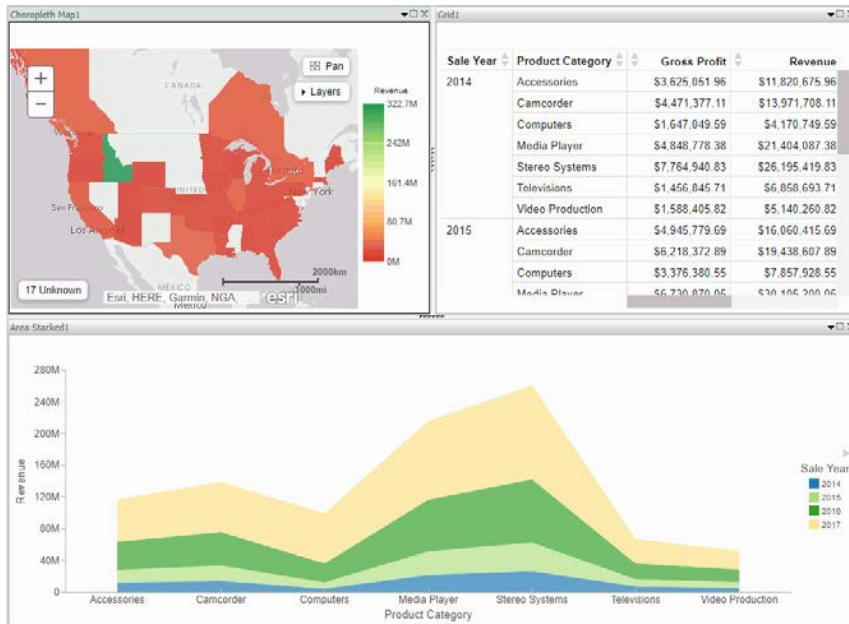 Choropleth Map1
CANADA
Pan
Layers
Revenue
322.7M
242M
161.4M
80.7M
0M
Toronto
UNITED
New York
San Francisco
Los Angeles
2000km
1000mi
MÉXICO
Mexico
17 Unknown
Esri, HERE, Garmin, NGA,
esri
Grid1
Sale Year Product Category Gross Profit Revenue
2014 Accessories $3,625,051.96 $11,820,675.96
Camcorder $4,471,377.11 $13,971,708.11
Computers $1,647,049.59 $4,170,749.59
Media Player $4,848,778.38 $21,404,087.38
Stereo Systems $7,764,940.83 $26,195,419.83
Televisions $1,456,845.71 $6,858,693.71
Video Production $1,588,405.82 $5,140,260.82
2015 Accessories $4,945,779.69 $16,060,415.69
Camcorder $6,218,372.89 $19,438,607.89
Computers $3,376,380.55 $7,857,928.55
Media Player
Area Stacked1
280M
240M
200M
160M
120M
80M
40M
0
Revenue
Accessories Camcorder Computers Media Player Stereo Systems Televisions Video Production
Product Category
Sale Year
2014
2015
2016
2017